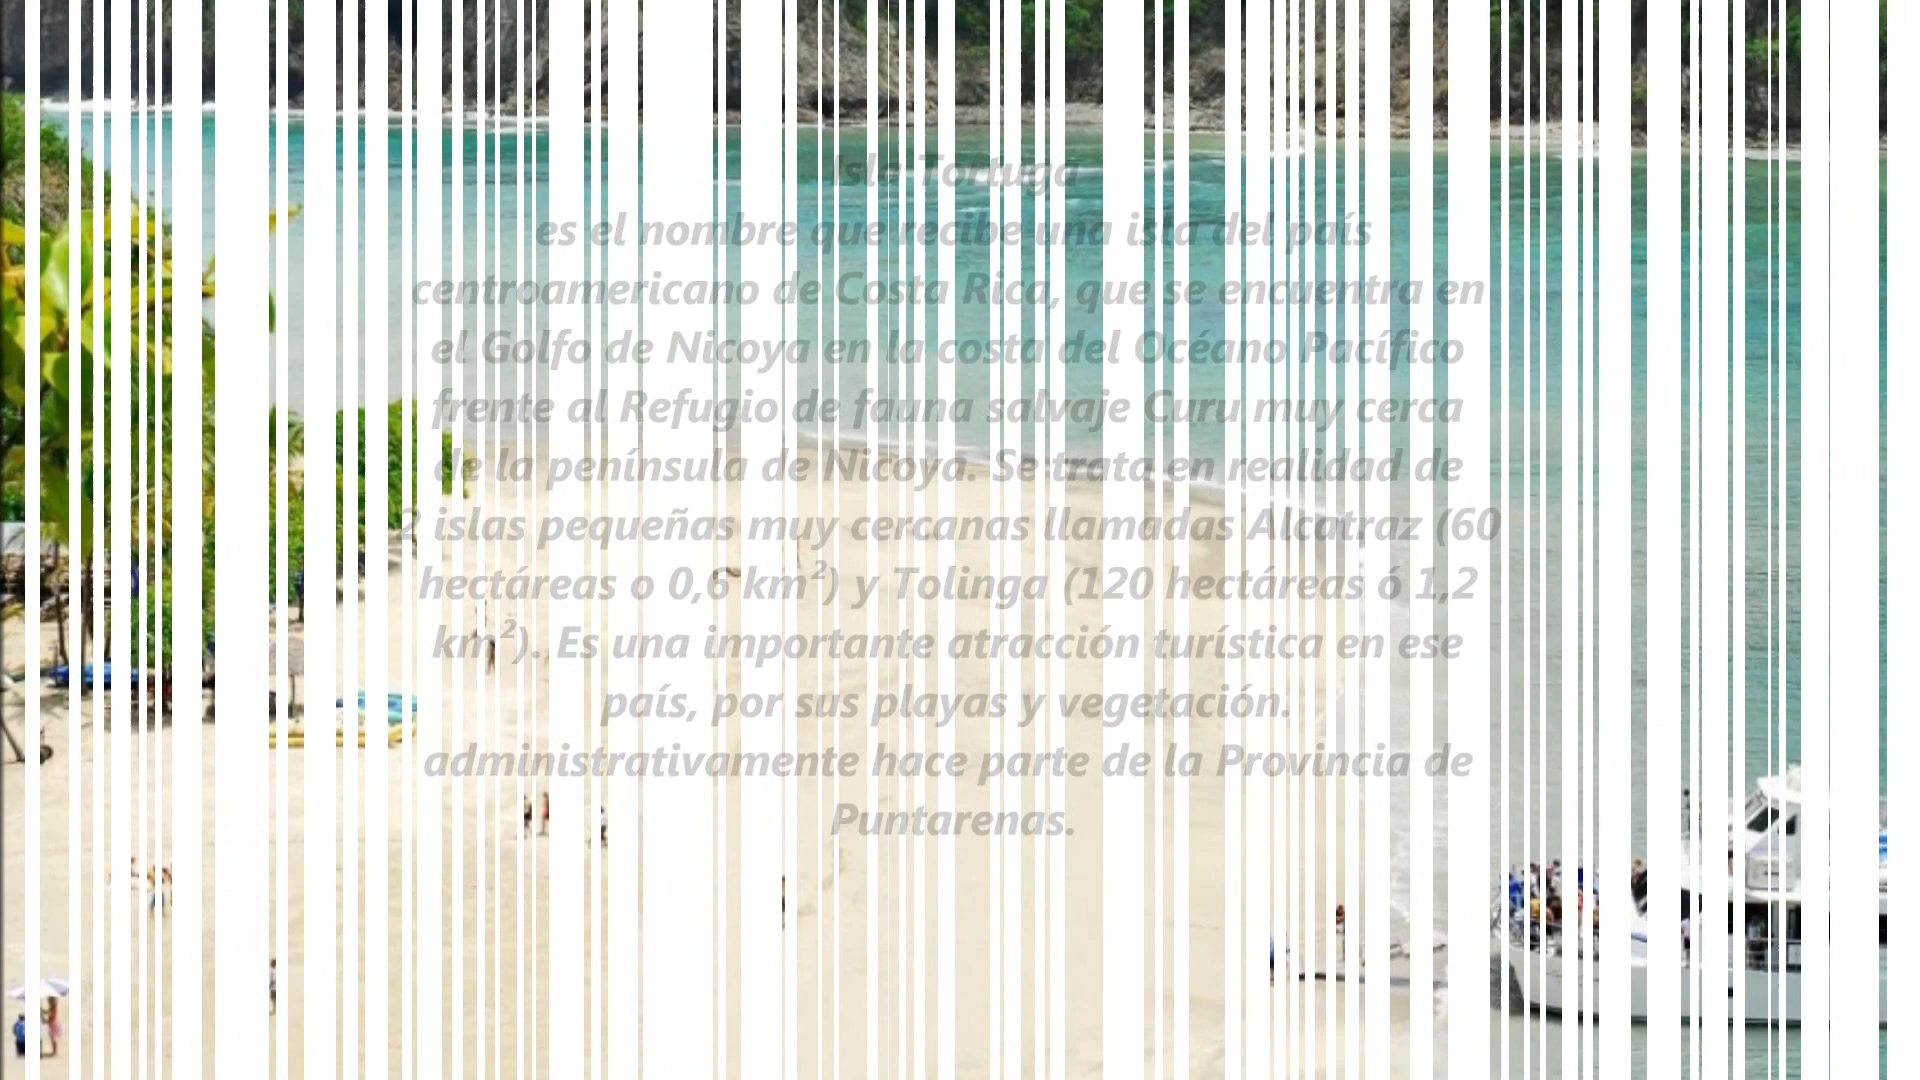 Isla Tortuga
es el nombre que recibe una isla del país
centroamericano de Costa Rica, que se encuentra en
el Golfo de Nicoya en la costa del Océano Pacífico
frente al Refugio de fauna salvaje Curu muy cerca
de la península de Nicoya. Se trata en realidad de
2 islas pequeñas muy cercanas llamadas Alcatraz (60
hectáreas o 0,6 km²) y Tolinga (120 hectáreas ó 1,2
km²). Es una importante atracción turística en ese
país, por sus playas y vegetación.
administrativamente hace parte de la Provincia de
Puntarenas.